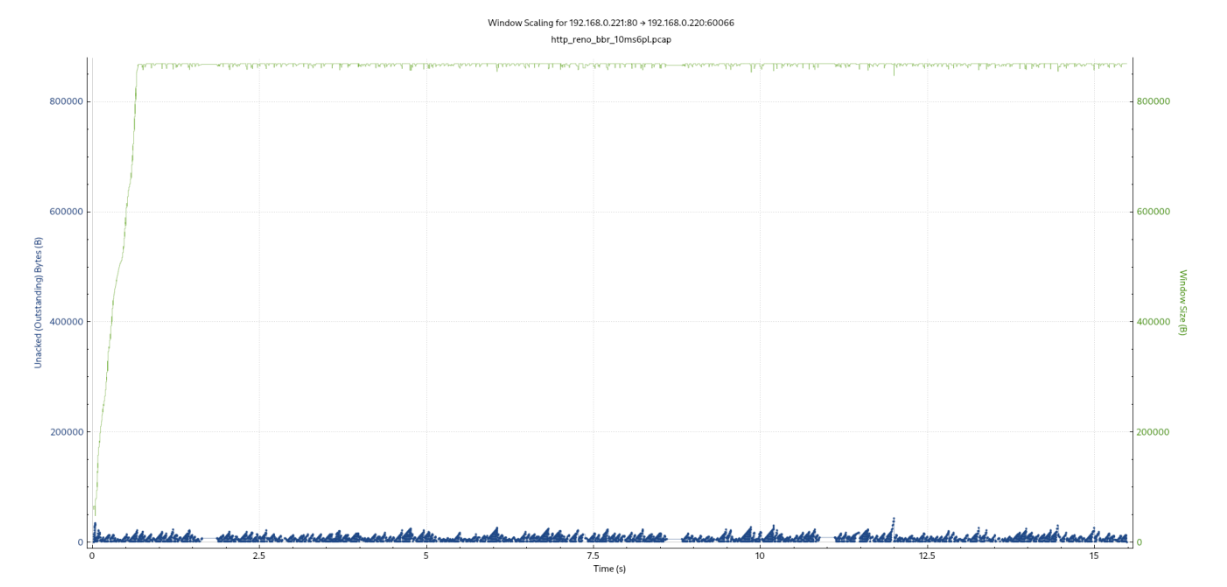 Window Scaling for 192.168.0.221:80 → 192.168.0.220:60066
http_reno_bbr_10ms6pl.pcap
Unacked (Outstanding) Bytes (B)
800000
600000
400000
200000
0
800000
600000
400000
200000
0
Window Size (B)
0 2.5 5 7.5 10 12.5 15
Time (s)